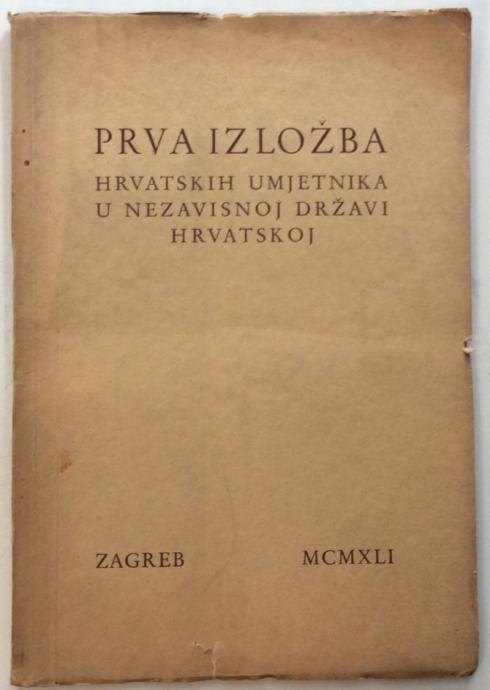 PRVA IZLOŽBA
HRVATSKIH UMJETNIKA
U NEZAVISNOJ DRŽAVI
HRVATSKOJ
ZAGREB MCMXLI